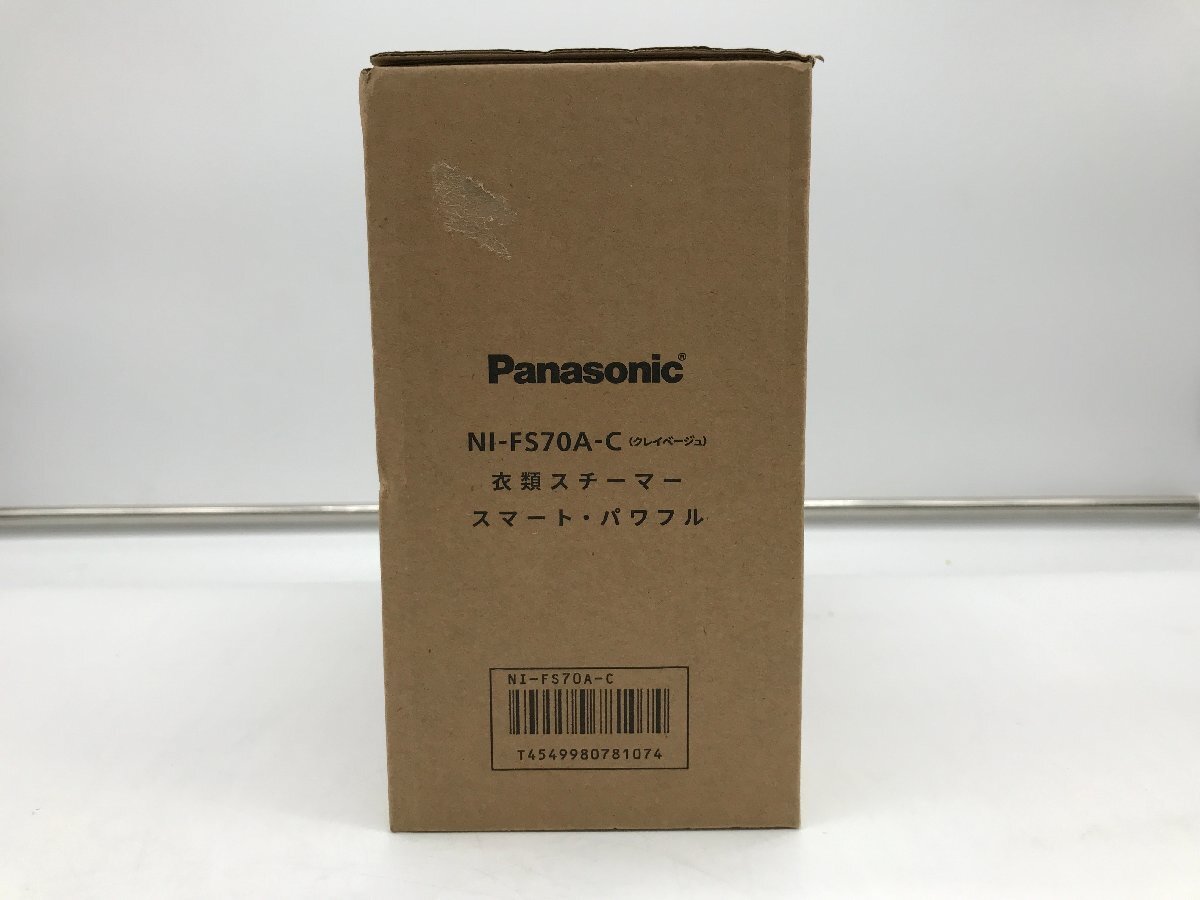 Panasonic®
NI-FS70A-C (クレイベージュ)
衣類スチーマー
スマート・パワフル
NI-FS70A-C
T4549980781074